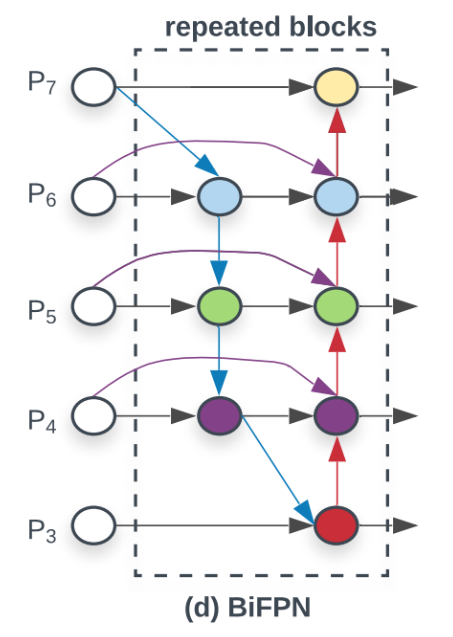 repeated blocks
P₇
P₆
P₅
P₄
P₃
(d) BiFPN